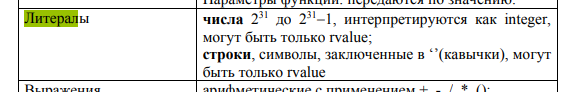 Параметры функции: передаются по значению.
Литералы
числа 2³¹ до 2³¹–1, интерпретируются как integer,
могут быть только rvalue;
строки, символы, заключенные в ‘’(кавычки), могут
быть только rvalue
Выражения
арифметические с применением + - / * ():